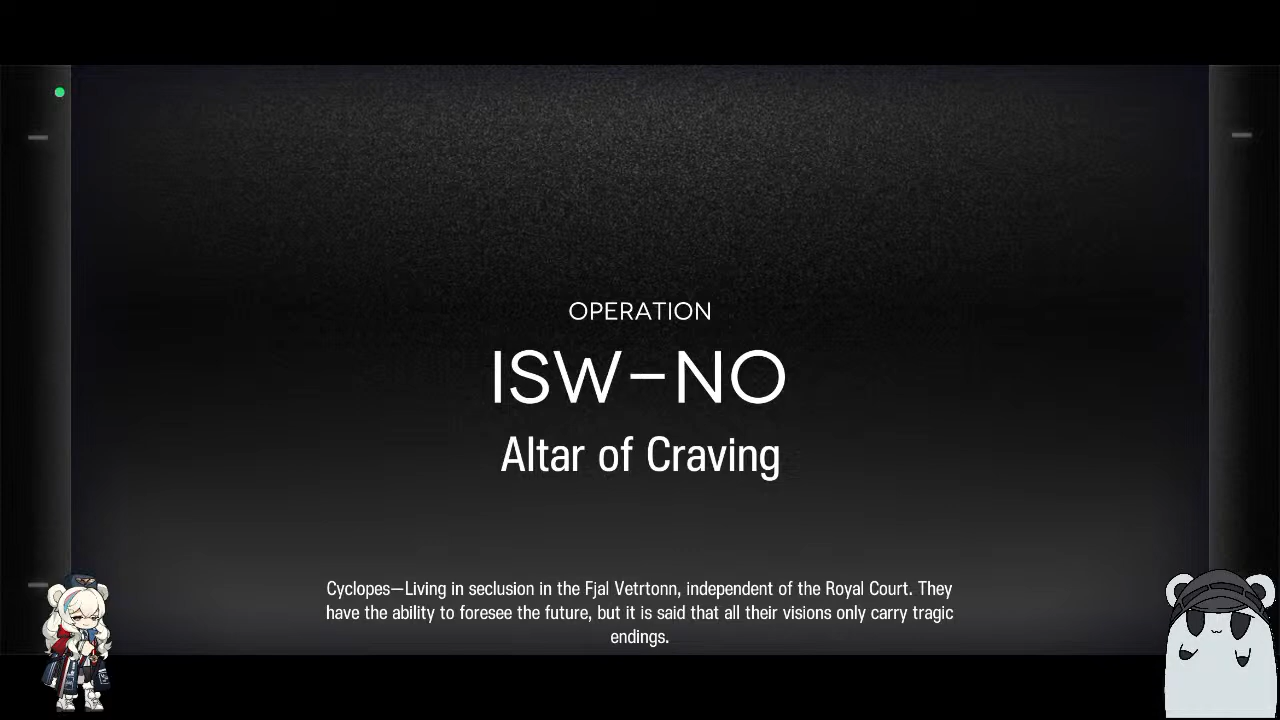 OPERATION
ISW-NO
Altar of Craving
Cyclopes—Living in seclusion in the Fjal Vetrtonn, independent of the Royal Court. They
have the ability to foresee the future, but it is said that all their visions only carry tragic
endings.